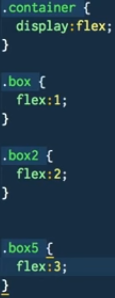 .container {
display:flex;
}
.box {
flex:1;
}
.box2 {
flex:2;
}
.box5 {
flex:3;
}